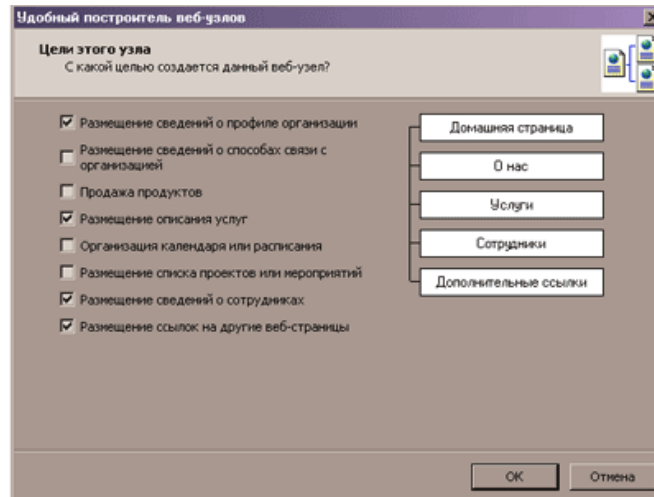 Удобный построитель веб-узлов
Цели этого узла
С какой целью создается данный веб-узел?
Размещение сведений о профиле организации
Размещение сведений о способах связи с
организацией
Продажа продуктов
Размещение описания услуг
Организация календаря или расписания
Размещение списка проектов или мероприятий
Размещение сведений о сотрудниках
Размещение ссылок на другие веб-страницы
Домашняя страница
О нас
Услуги
Сотрудники
Дополнительные ссылки
ОК
Отмена